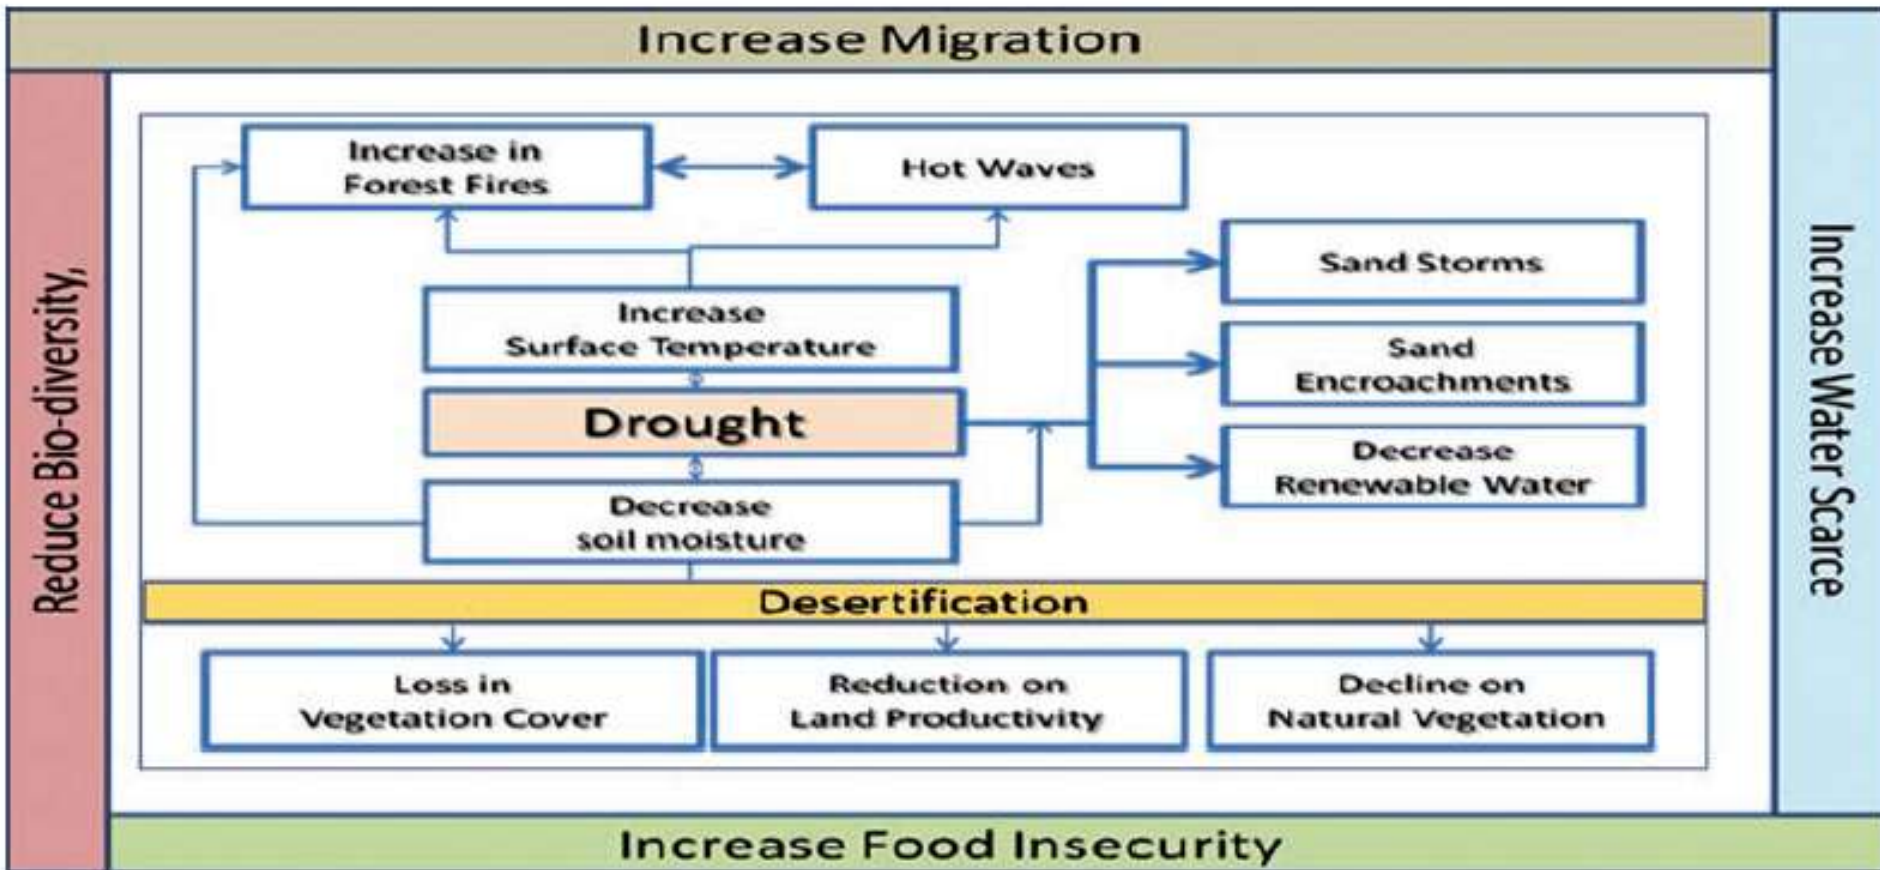 Increase Migration
Reduce Bio-diversity,
Increase Water Scarce
Increase in
Forest Fires
Hot Waves
Sand Storms
Increase
Surface Temperature
Sand
Encroachments
Drought
Decrease
Renewable Water
Decrease
soil moisture
Desertification
Loss in
Vegetation Cover
Reduction on
Land Productivity
Decline on
Natural Vegetation
Increase Food Insecurity